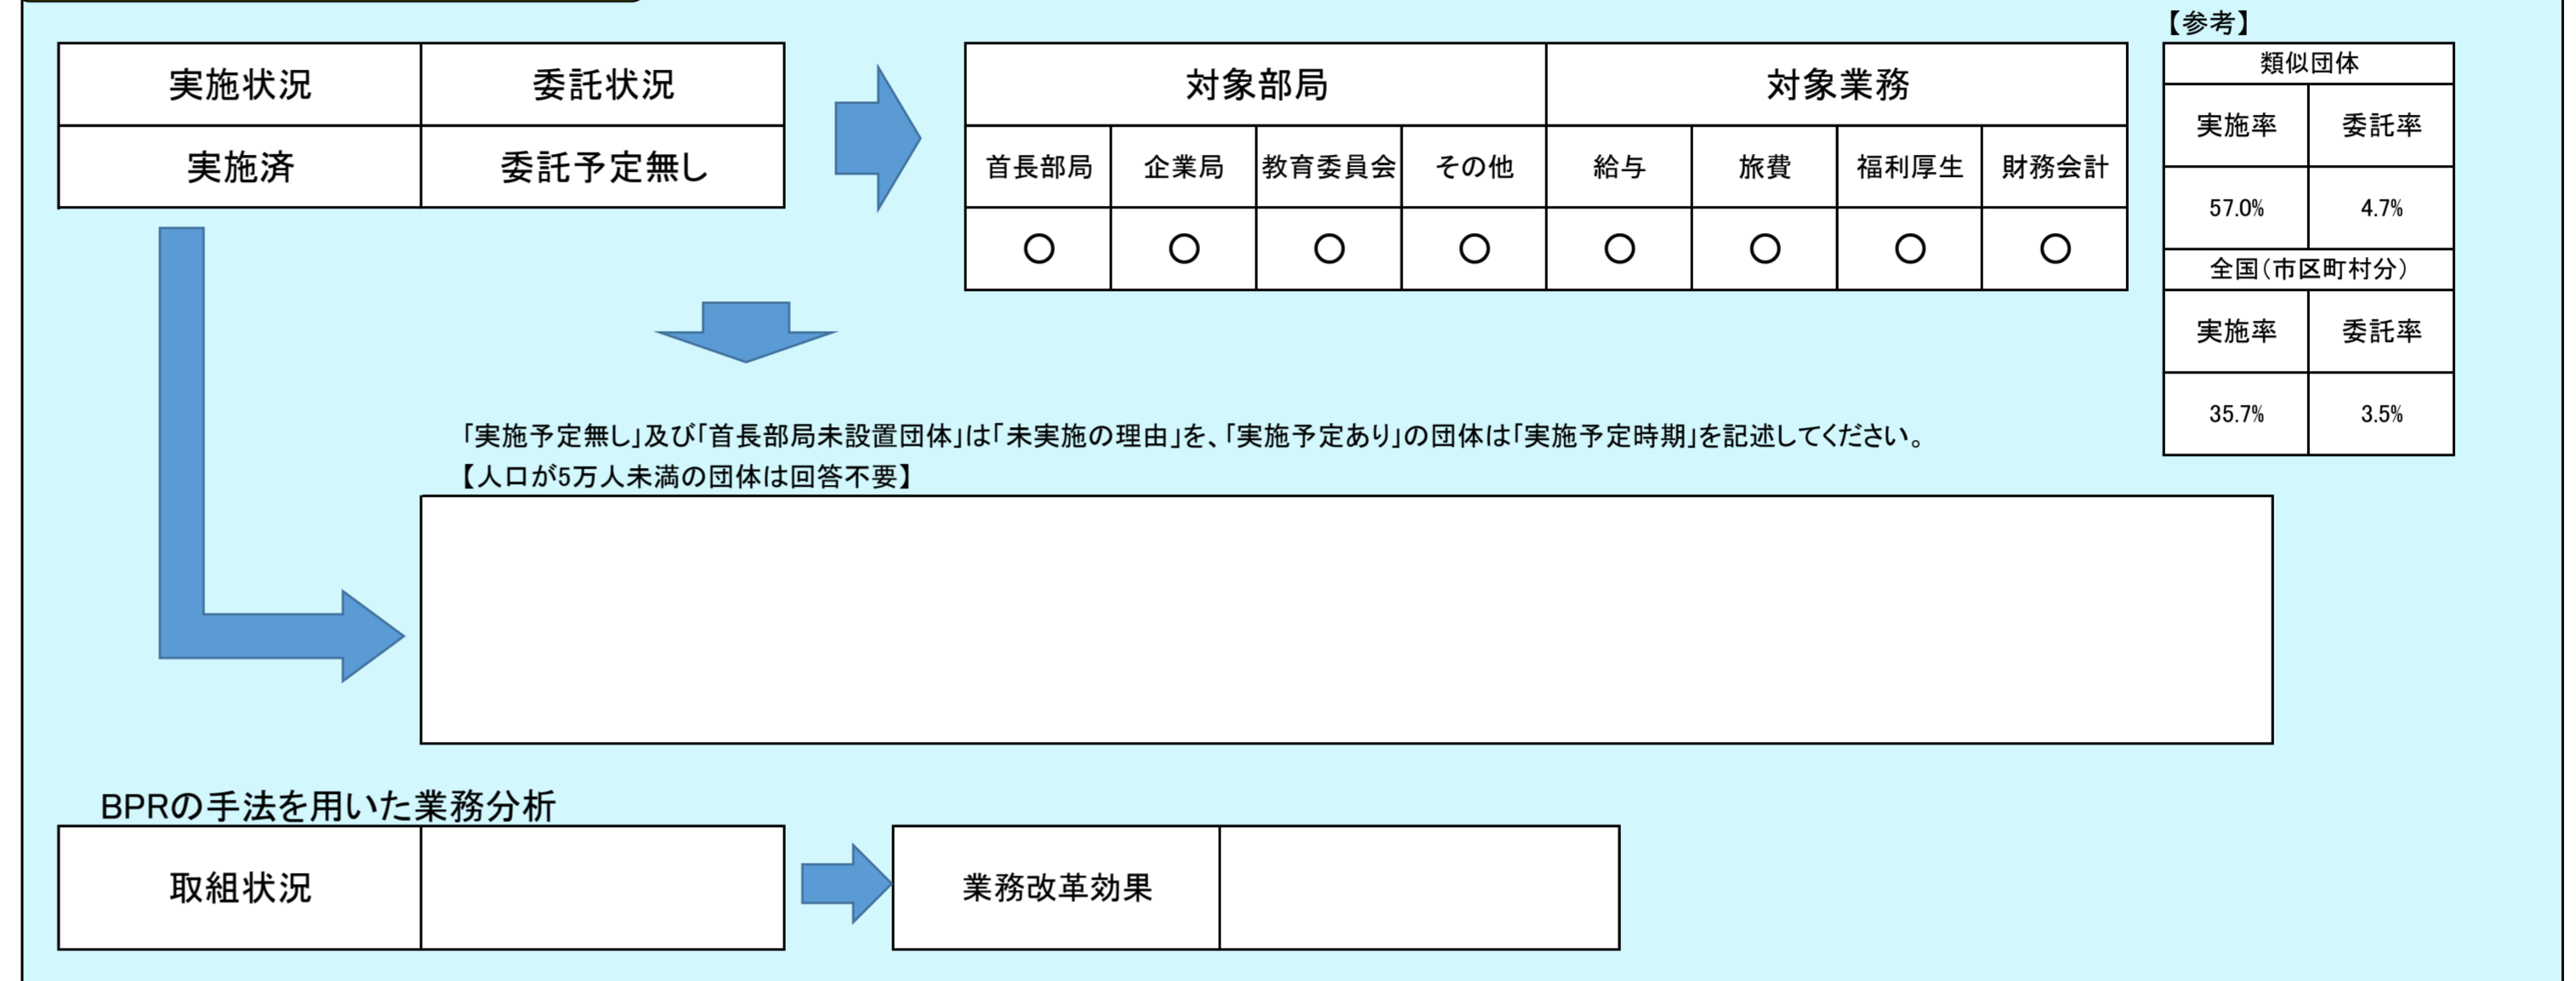 【参考】
実施状況 委託状況
実施済 委託予定無し
対象部局 対象業務
首長部局 企業局 教育委員会 その他 給与 旅費 福利厚生 財務会計
〇 〇 〇 〇 〇 〇 〇 〇
類似団体
実施率 委託率
57.0% 4.7%
全国(市区町村分)
実施率 委託率
35.7% 3.5%
「実施予定無し」及び「首長部局未設置団体」は「未実施の理由」を、「実施予定あり」の団体は「実施予定時期」を記述してください。
【人口が5万人未満の団体は回答不要】
BPRの手法を用いた業務分析
取組状況 業務改革効果